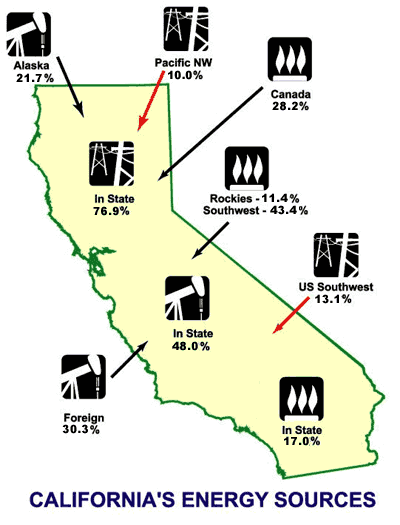 Alaska
21.7%
Pacific NW
10.0%
Canada
28.2%
In State
76.9%
Rockies - 11.4%
Southwest - 43.4%
US Southwest
13.1%
In State
48.0%
Foreign
30.3%
In State
17.0%
CALIFORNIA'S ENERGY SOURCES